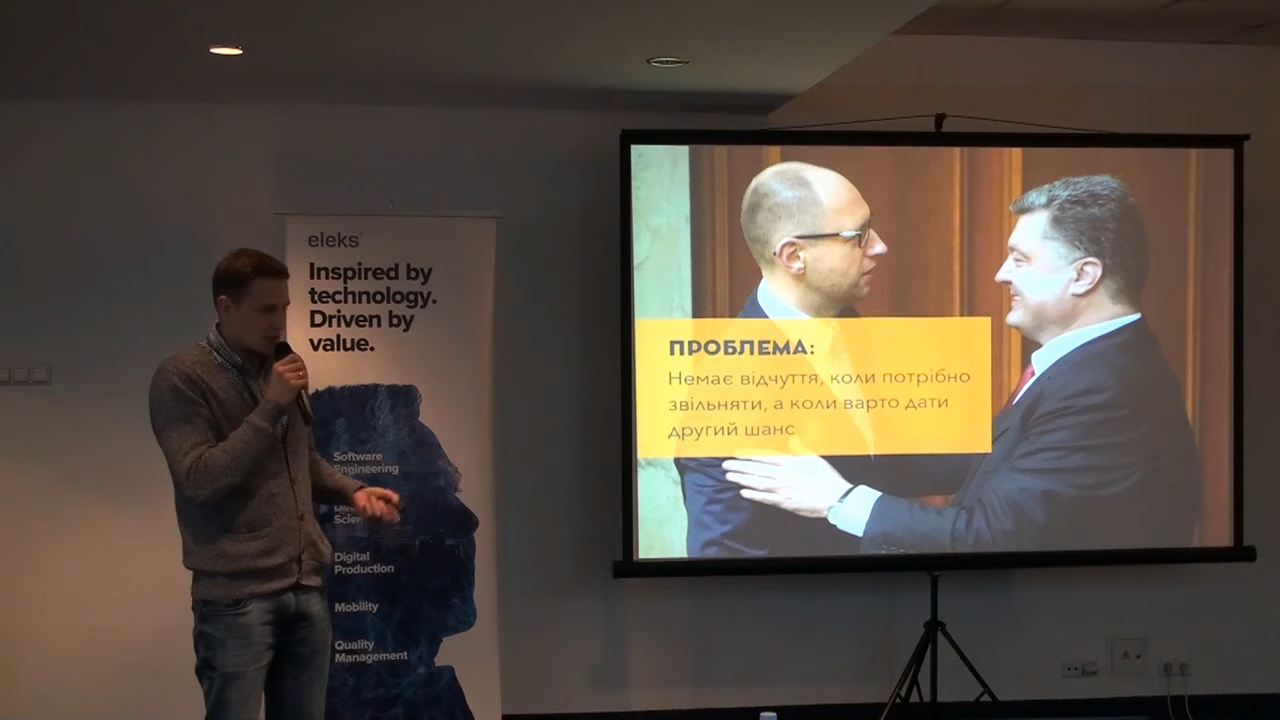 eleks
Inspired by
technology.
Driven by
value.
Software
Engineering
Digital
Production
Mobility
Quality
Management
ПРОБЛЕМА:
Немає відчуття, коли потрібно
звільняти, а коли варто дати
другий шанс